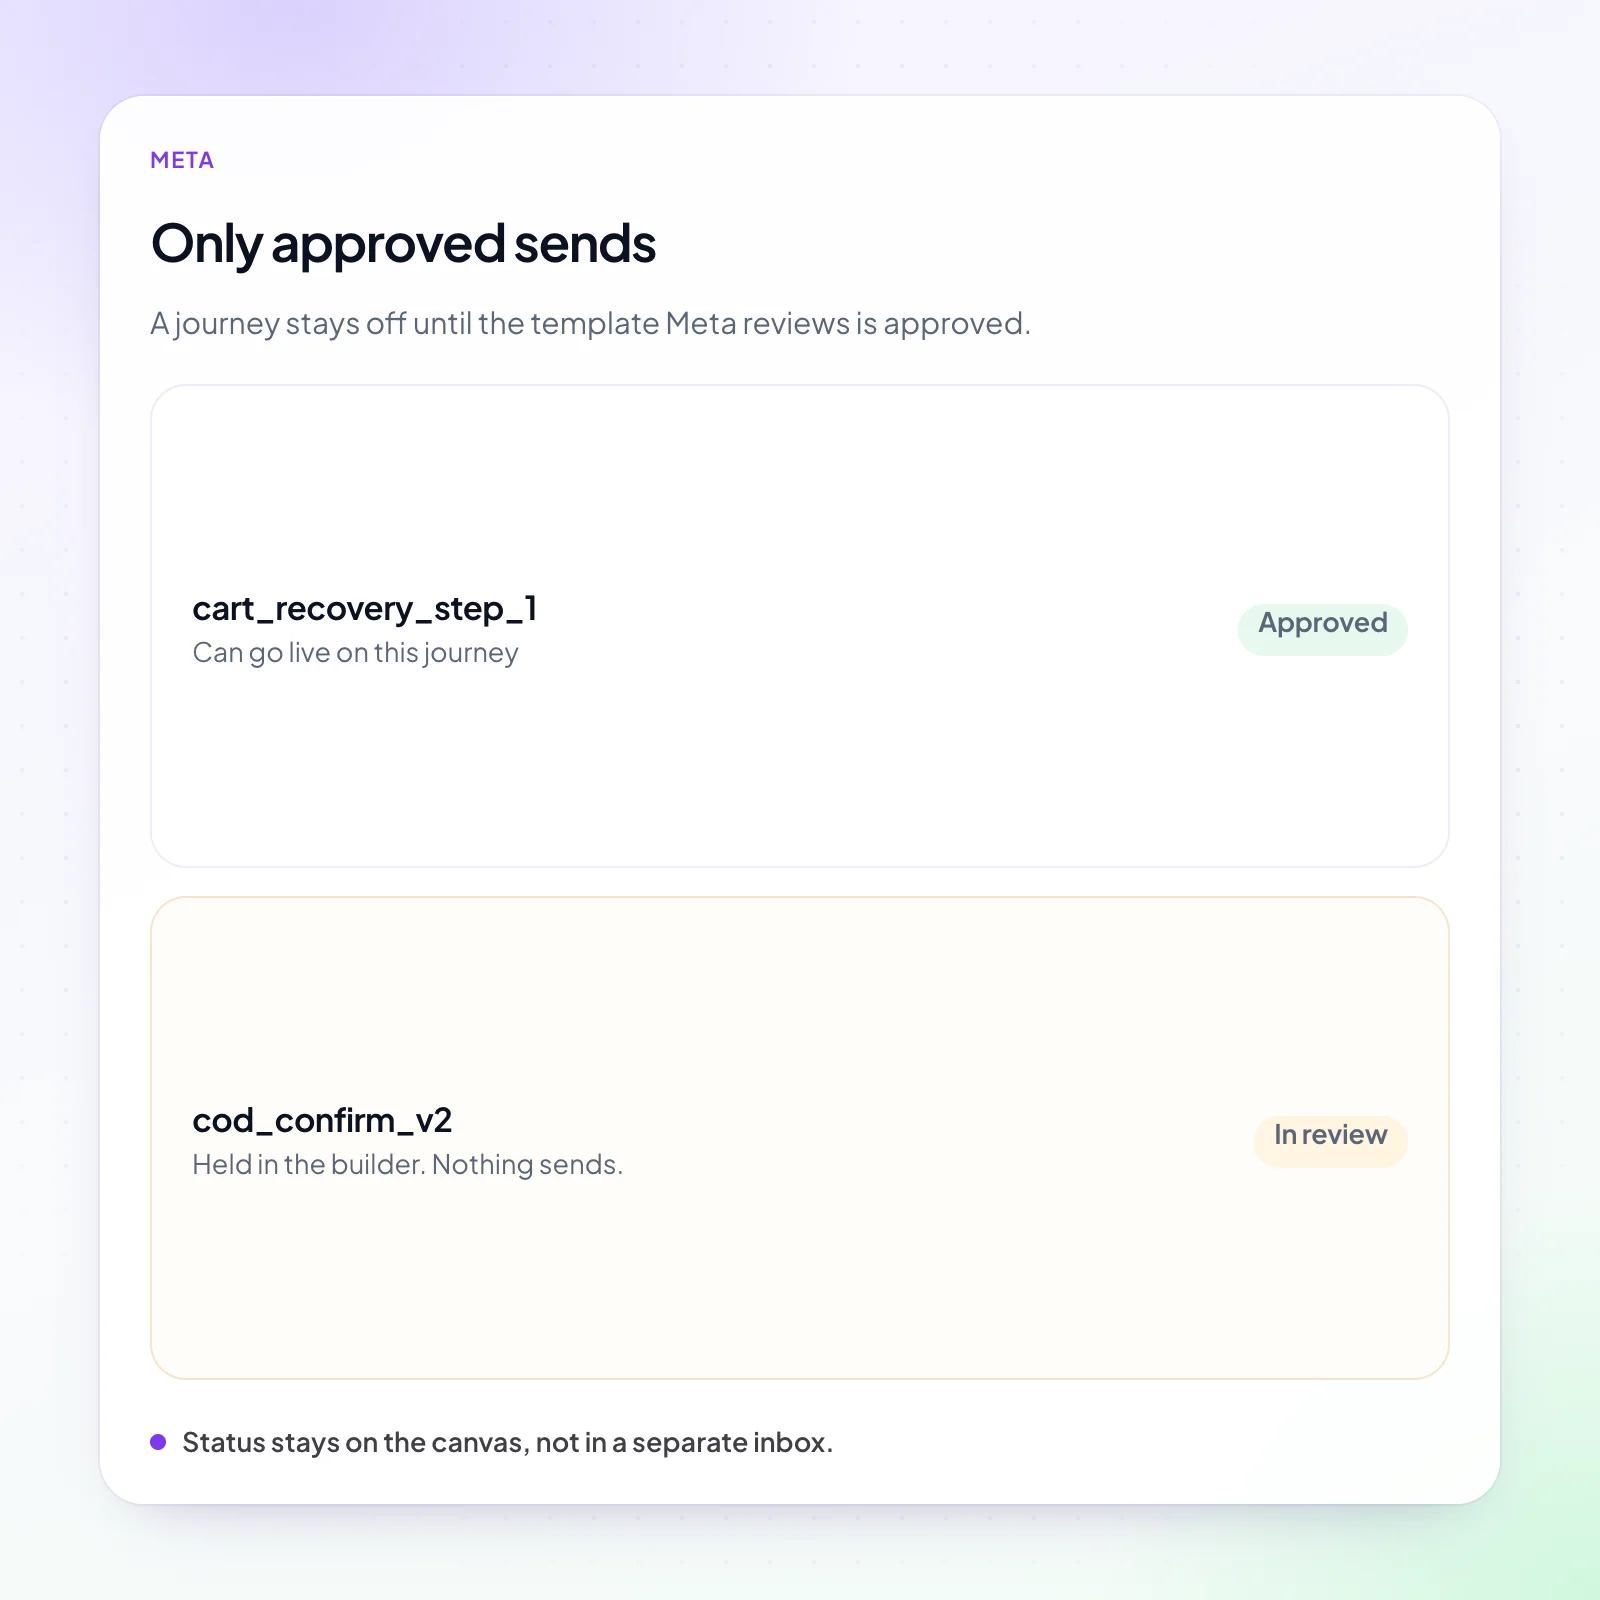 META
Only approved sends
A journey stays off until the template Meta reviews is approved.
cart_recovery_step_1
Can go live on this journey
Approved
cod_confirm_v2
Held in the builder. Nothing sends.
In review
Status stays on the canvas, not in a separate inbox.